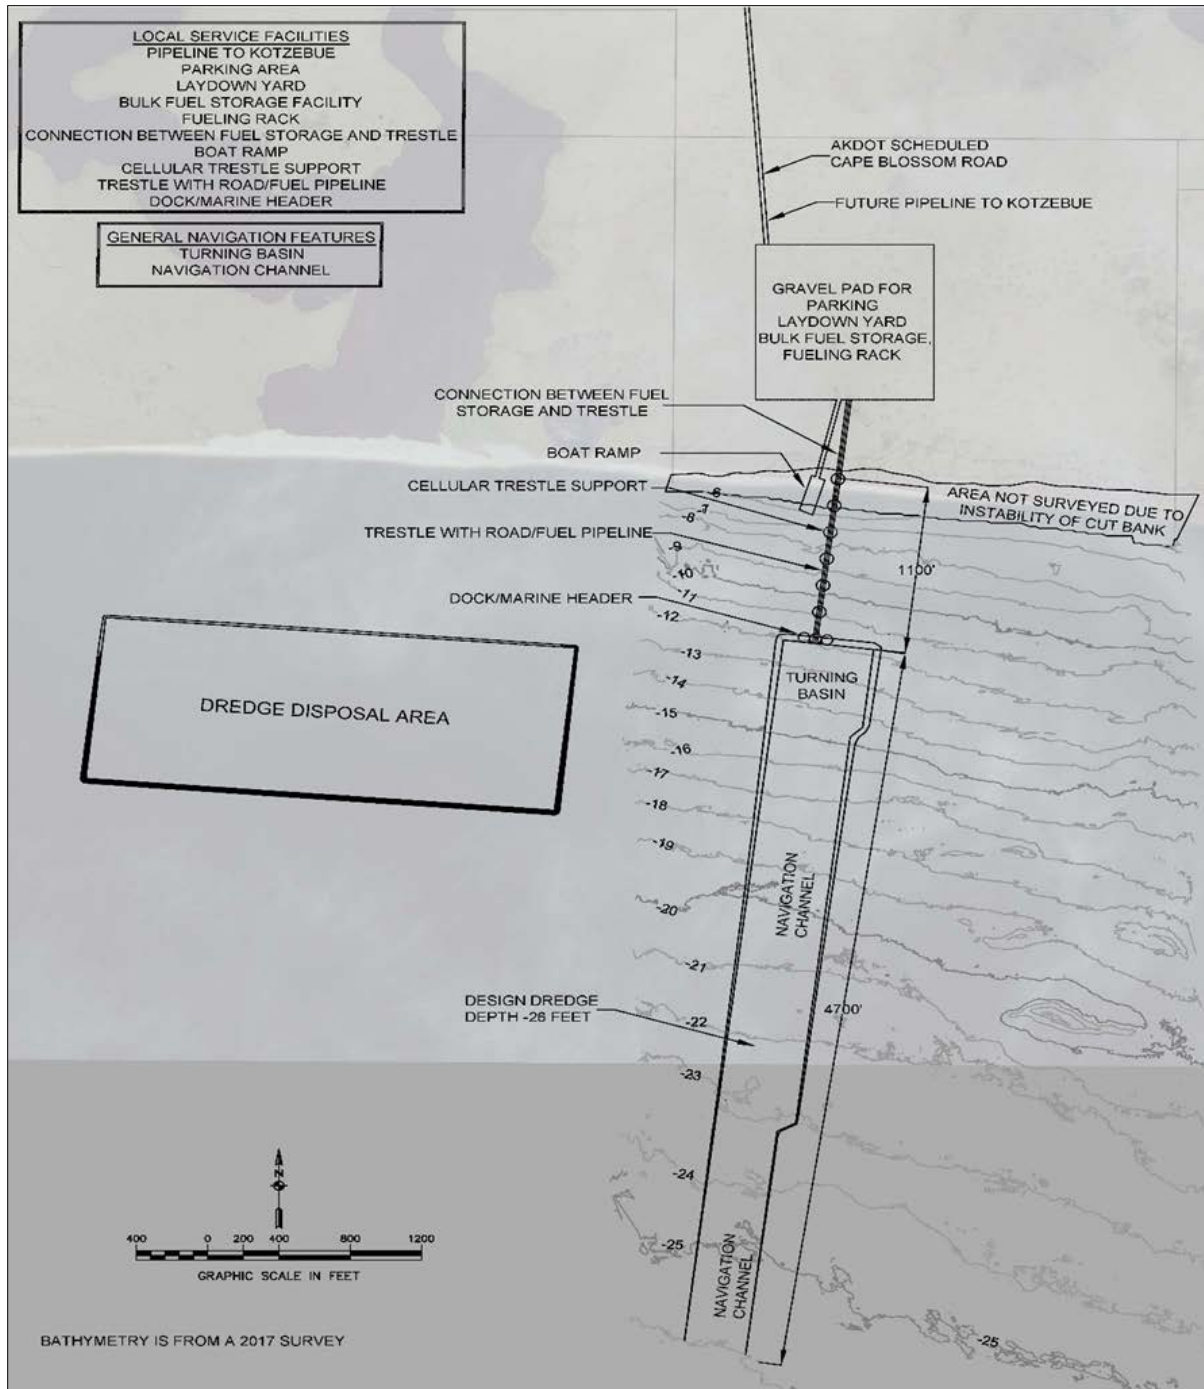 LOCAL SERVICE FACILITIES
PIPELINE TO KOTZEBUE
PARKING AREA
LAYDOWN YARD
BULK FUEL STORAGE FACILITY
FUELING RACK
CONNECTION BETWEEN FUEL STORAGE AND TRESTLE
BOAT RAMP
CELLULAR TRESTLE SUPPORT
TRESTLE WITH ROAD/FUEL PIPELINE
DOCK/MARINE HEADER
GENERAL NAVIGATION FEATURES
TURNING BASIN
NAVIGATION CHANNEL
AKDOT SCHEDULED
CAPE BLOSSOM ROAD
FUTURE PIPELINE TO KOTZEBUE
GRAVEL PAD FOR
PARKING
LAYDOWN YARD
BULK FUEL STORAGE,
FUELING RACK
CONNECTION BETWEEN FUEL
STORAGE AND TRESTLE
BOAT RAMP
CELLULAR TRESTLE SUPPORT
AREA NOT SURVEYED DUE TO
INSTABILITY OF CUT BANK
TRESTLE WITH ROAD/FUEL PIPELINE
1100'
DOCK/MARINE HEADER
-6
-7
-8
-9
-10
-11
-12
-13
-14
-15
-16
-17
-18
-19
-20
-21
-22
-23
-24
-25
-25
TURNING
BASIN
DREDGE DISPOSAL AREA
NAVIGATION
CHANNEL
DESIGN DREDGE
DEPTH -26 FEET
4700'
NAVIGATION
CHANNEL
N
400 0 200 400 800 1200
GRAPHIC SCALE IN FEET
BATHYMETRY IS FROM A 2017 SURVEY